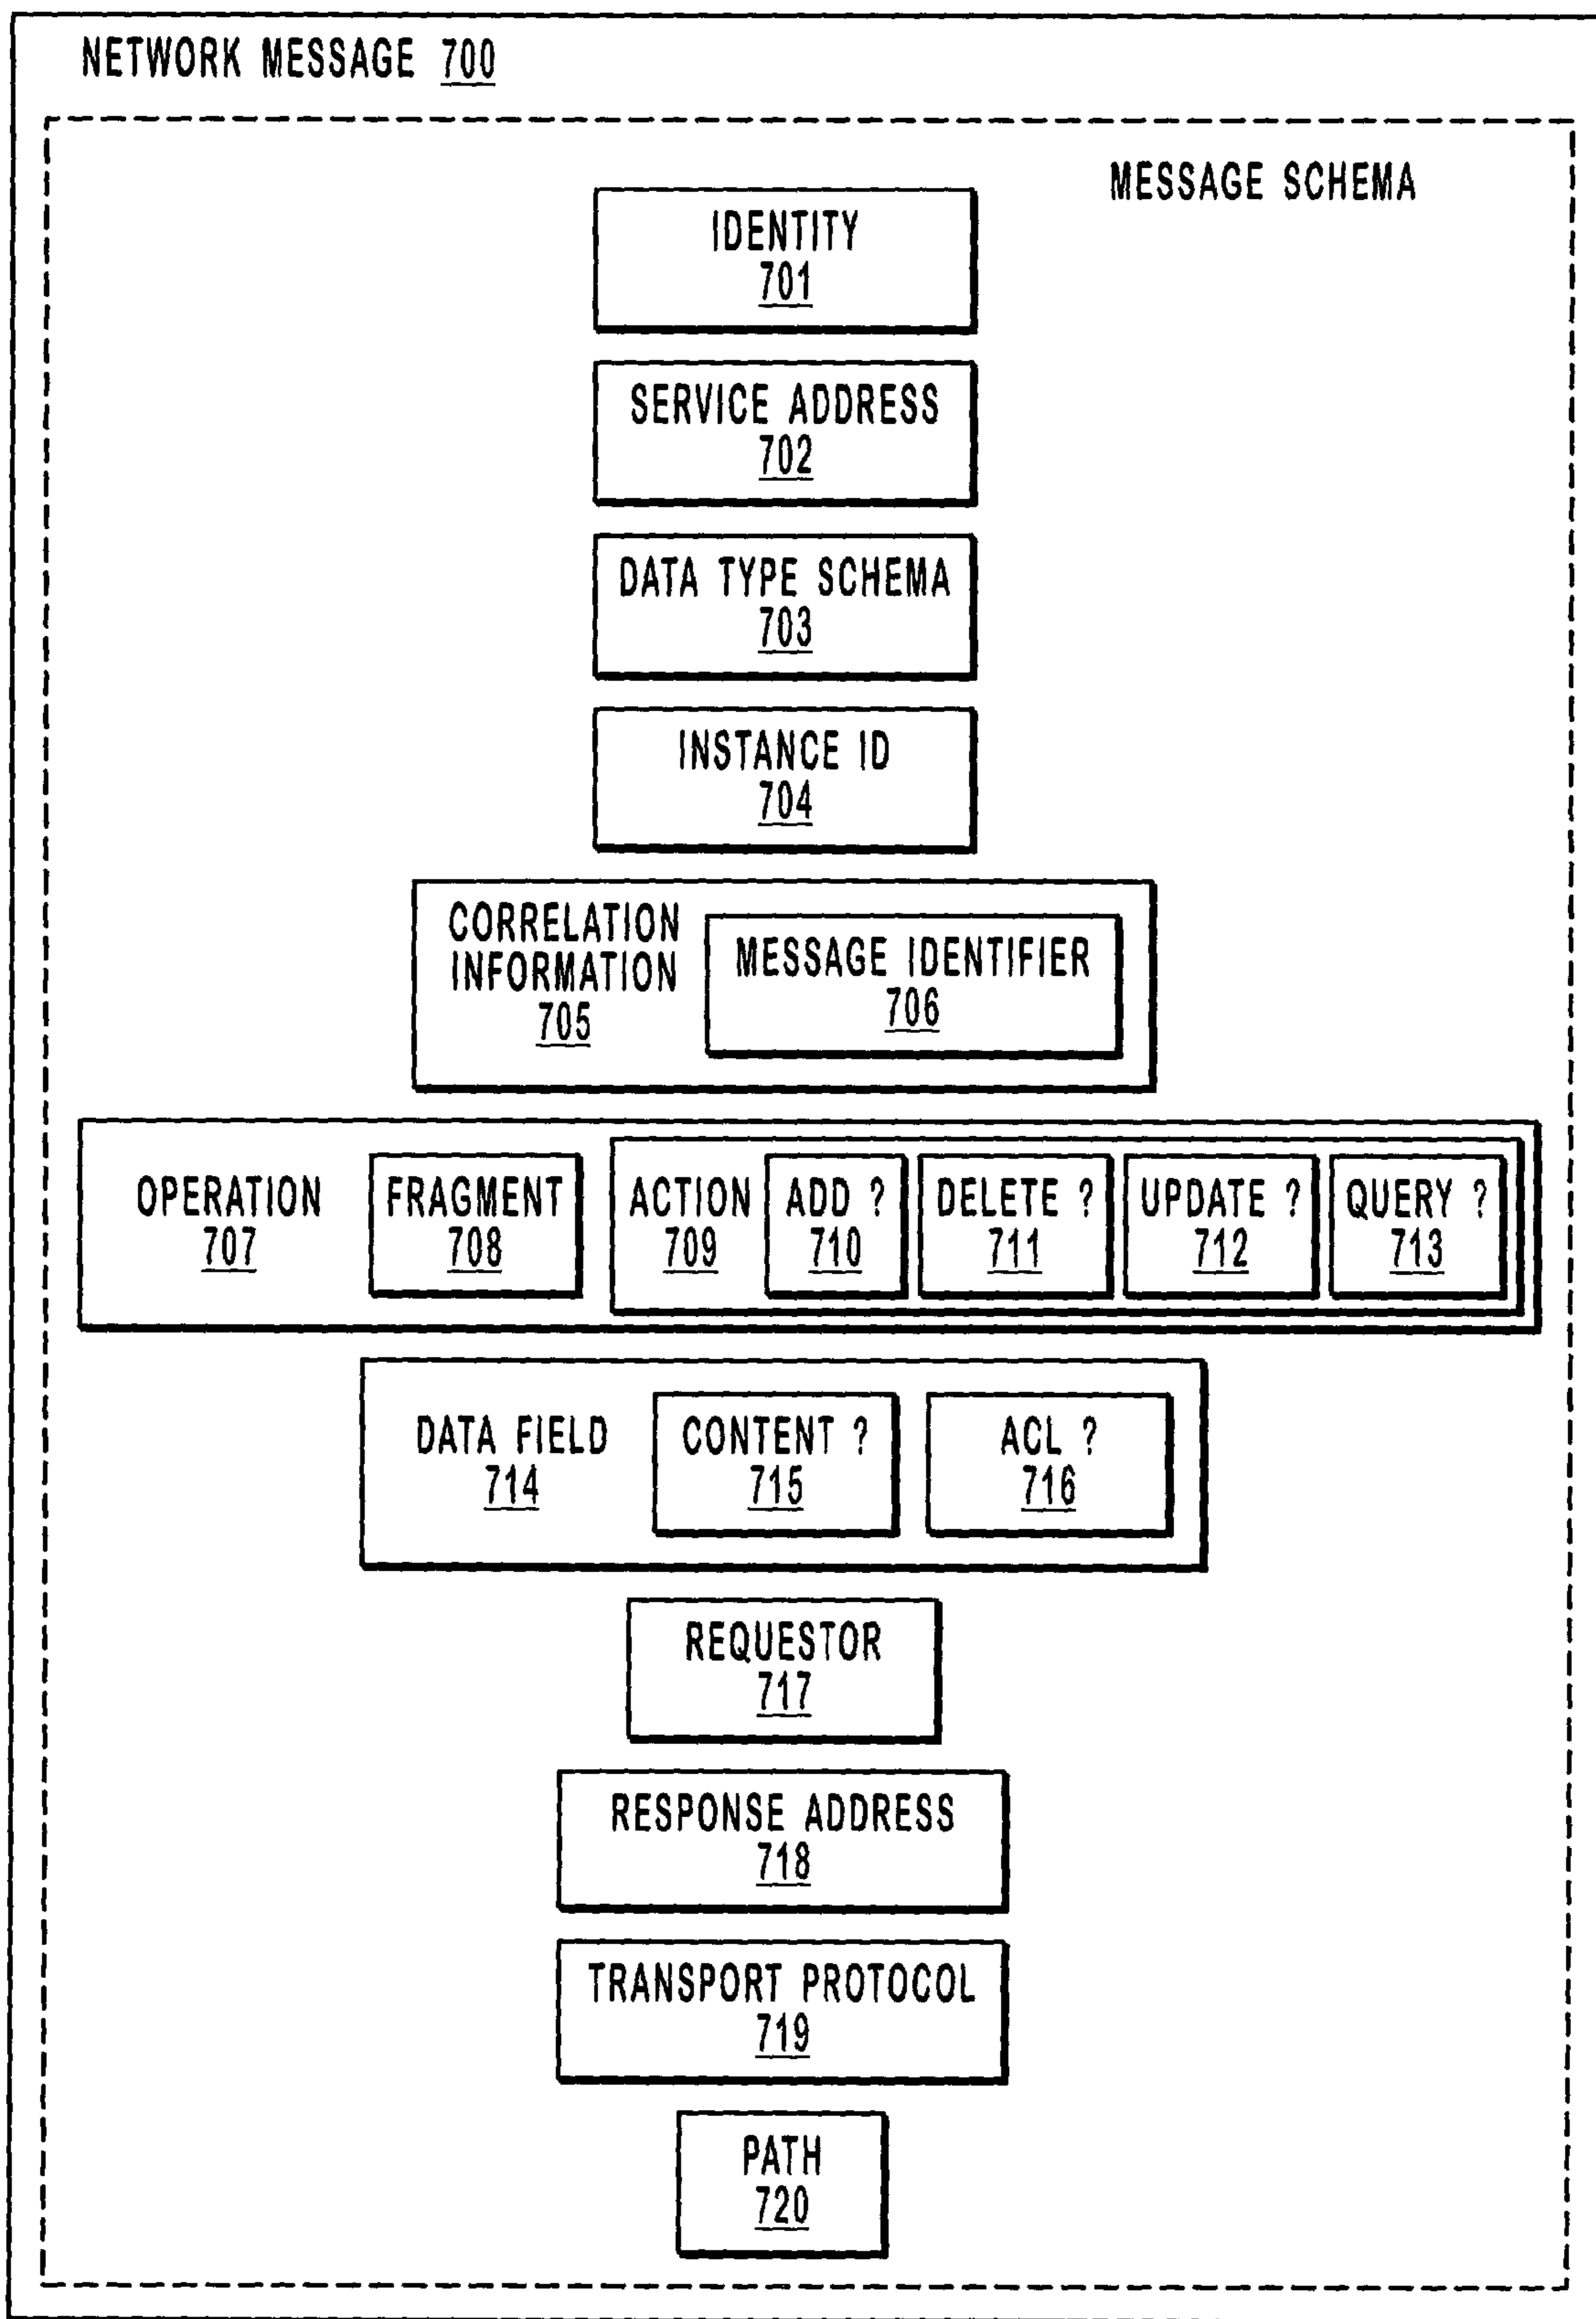 NETWORK MESSAGE 700
MESSAGE SCHEMA
IDENTITY
701
SERVICE ADDRESS
702
DATA TYPE SCHEMA
703
INSTANCE ID
704
CORRELATION
INFORMATION
705
MESSAGE IDENTIFIER
706
OPERATION
707
FRAGMENT
708
ACTION
709
ADD ?
710
DELETE ?
711
UPDATE ?
712
QUERY ?
713
DATA FIELD
714
CONTENT ?
715
ACL ?
716
REQUESTOR
717
RESPONSE ADDRESS
718
TRANSPORT PROTOCOL
719
PATH
720